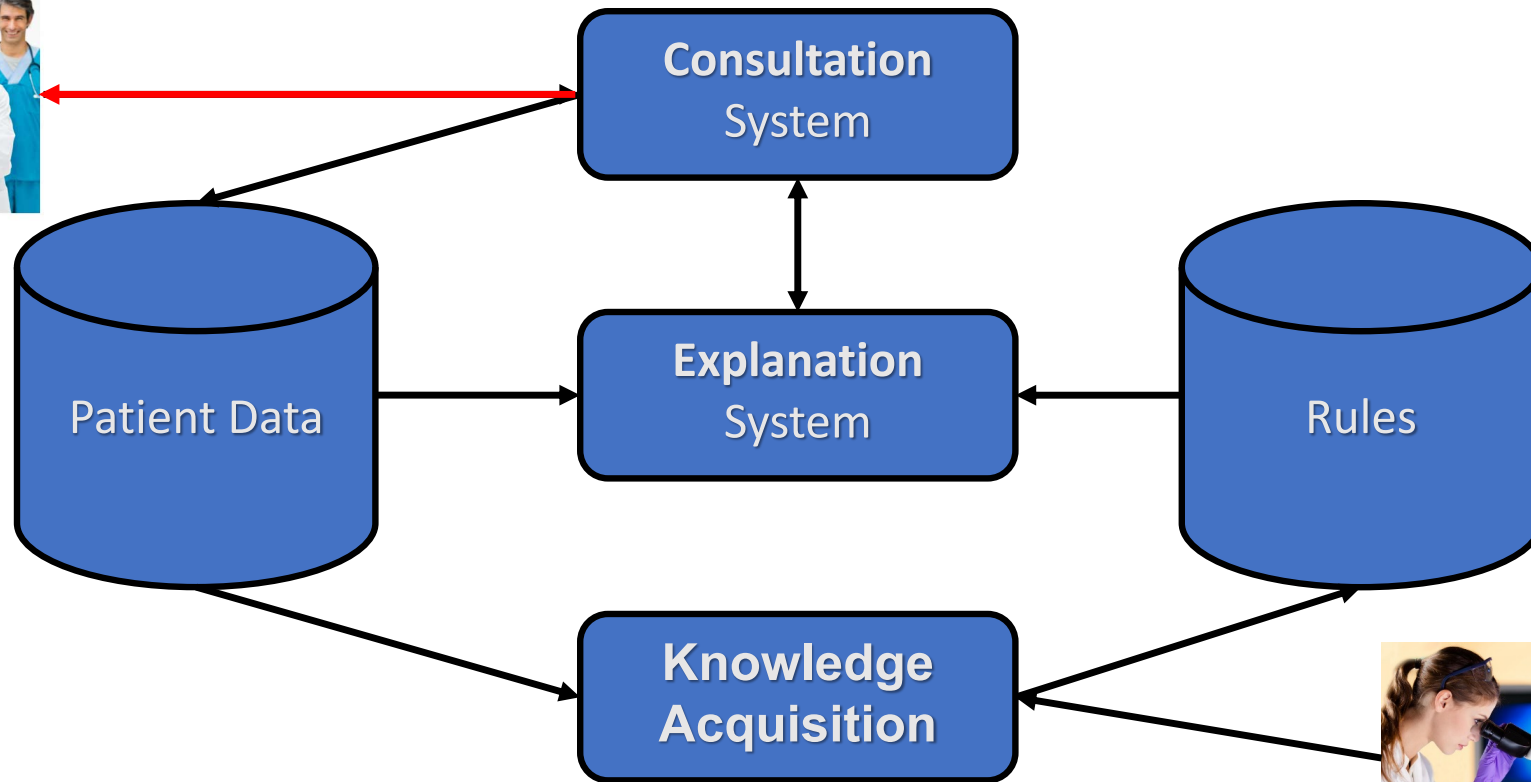 Consultation
System
Patient Data
Explanation
System
Rules
Knowledge
Acquisition